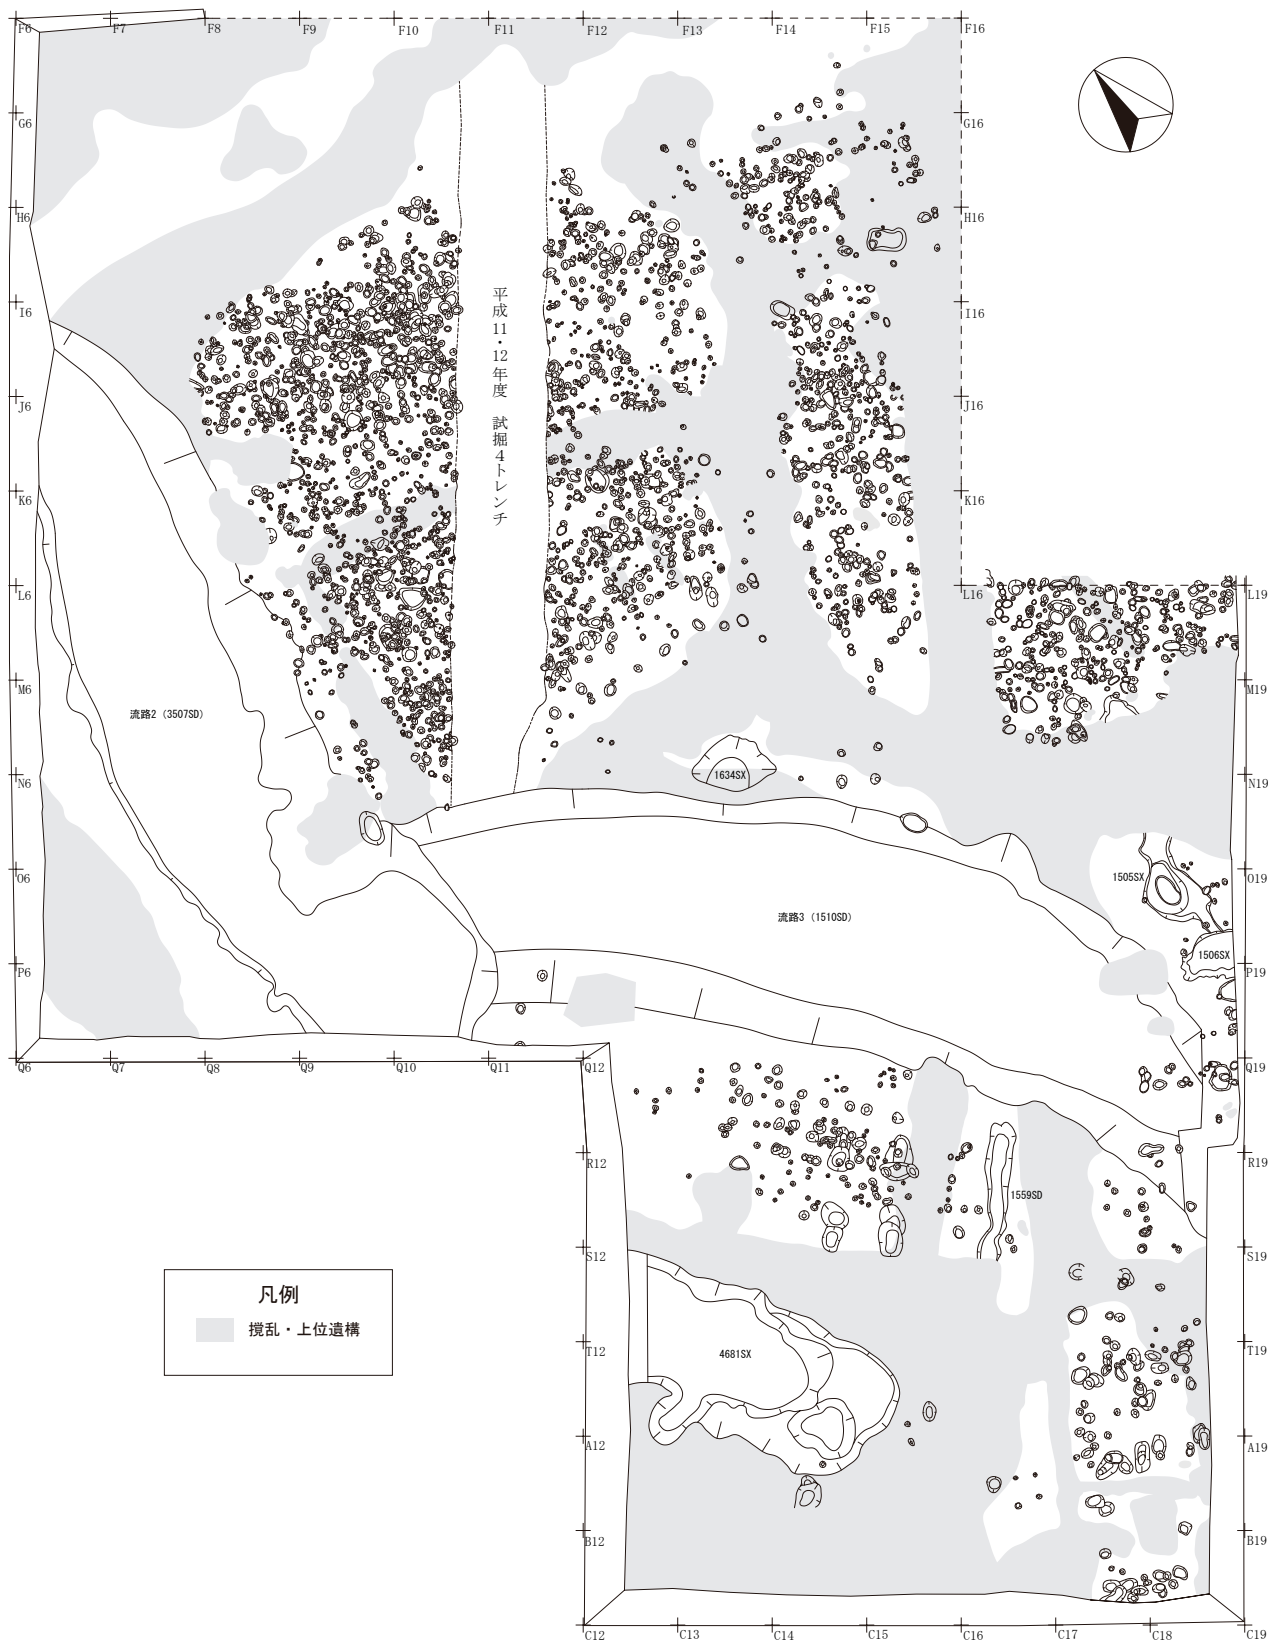 F6 F7 F8 F9 F10 F11 F12 F13 F14 F15 F16
G6 G16
H6 H16
I6 I16
平成11・12年度 試掘4トレンチ
J6 J16
K6 K16
L6 L16 L19
M6 M19
流路2（3507SD）
N6 1634SX N19
O6 1505SX O19
流路3（1510SD）
1506SX
P6 P19
Q6 Q7 Q8 Q9 Q10 Q11 Q12 Q19
R12 R19
1559SD
S12 S19
凡例
撹乱・上位遺構
T12 4681SX T19
A12 A19
B12 B19
C12 C13 C14 C15 C16 C17 C18 C19